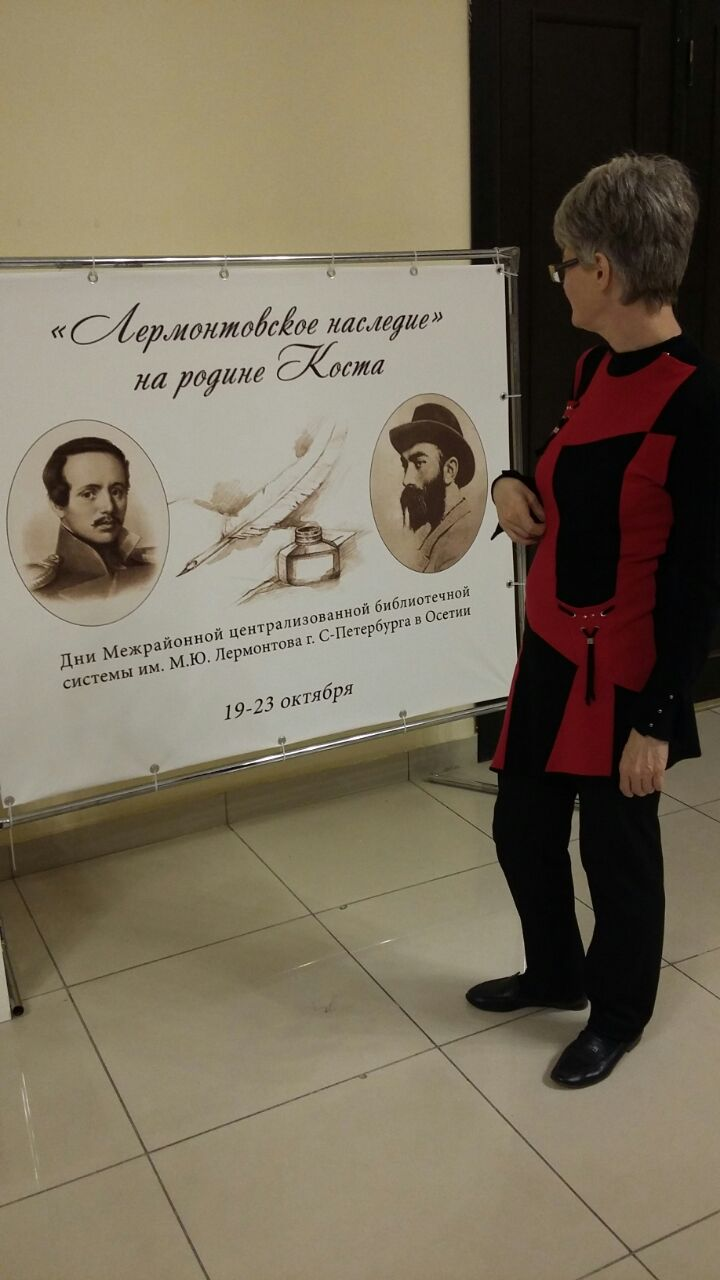 «Лермонтовское наследие»
на родине Коста
Дни Межрайонной централизованной библиотечной
системы им. М.Ю. Лермонтова г. С-Петербурга в Осетии
19-23 октября